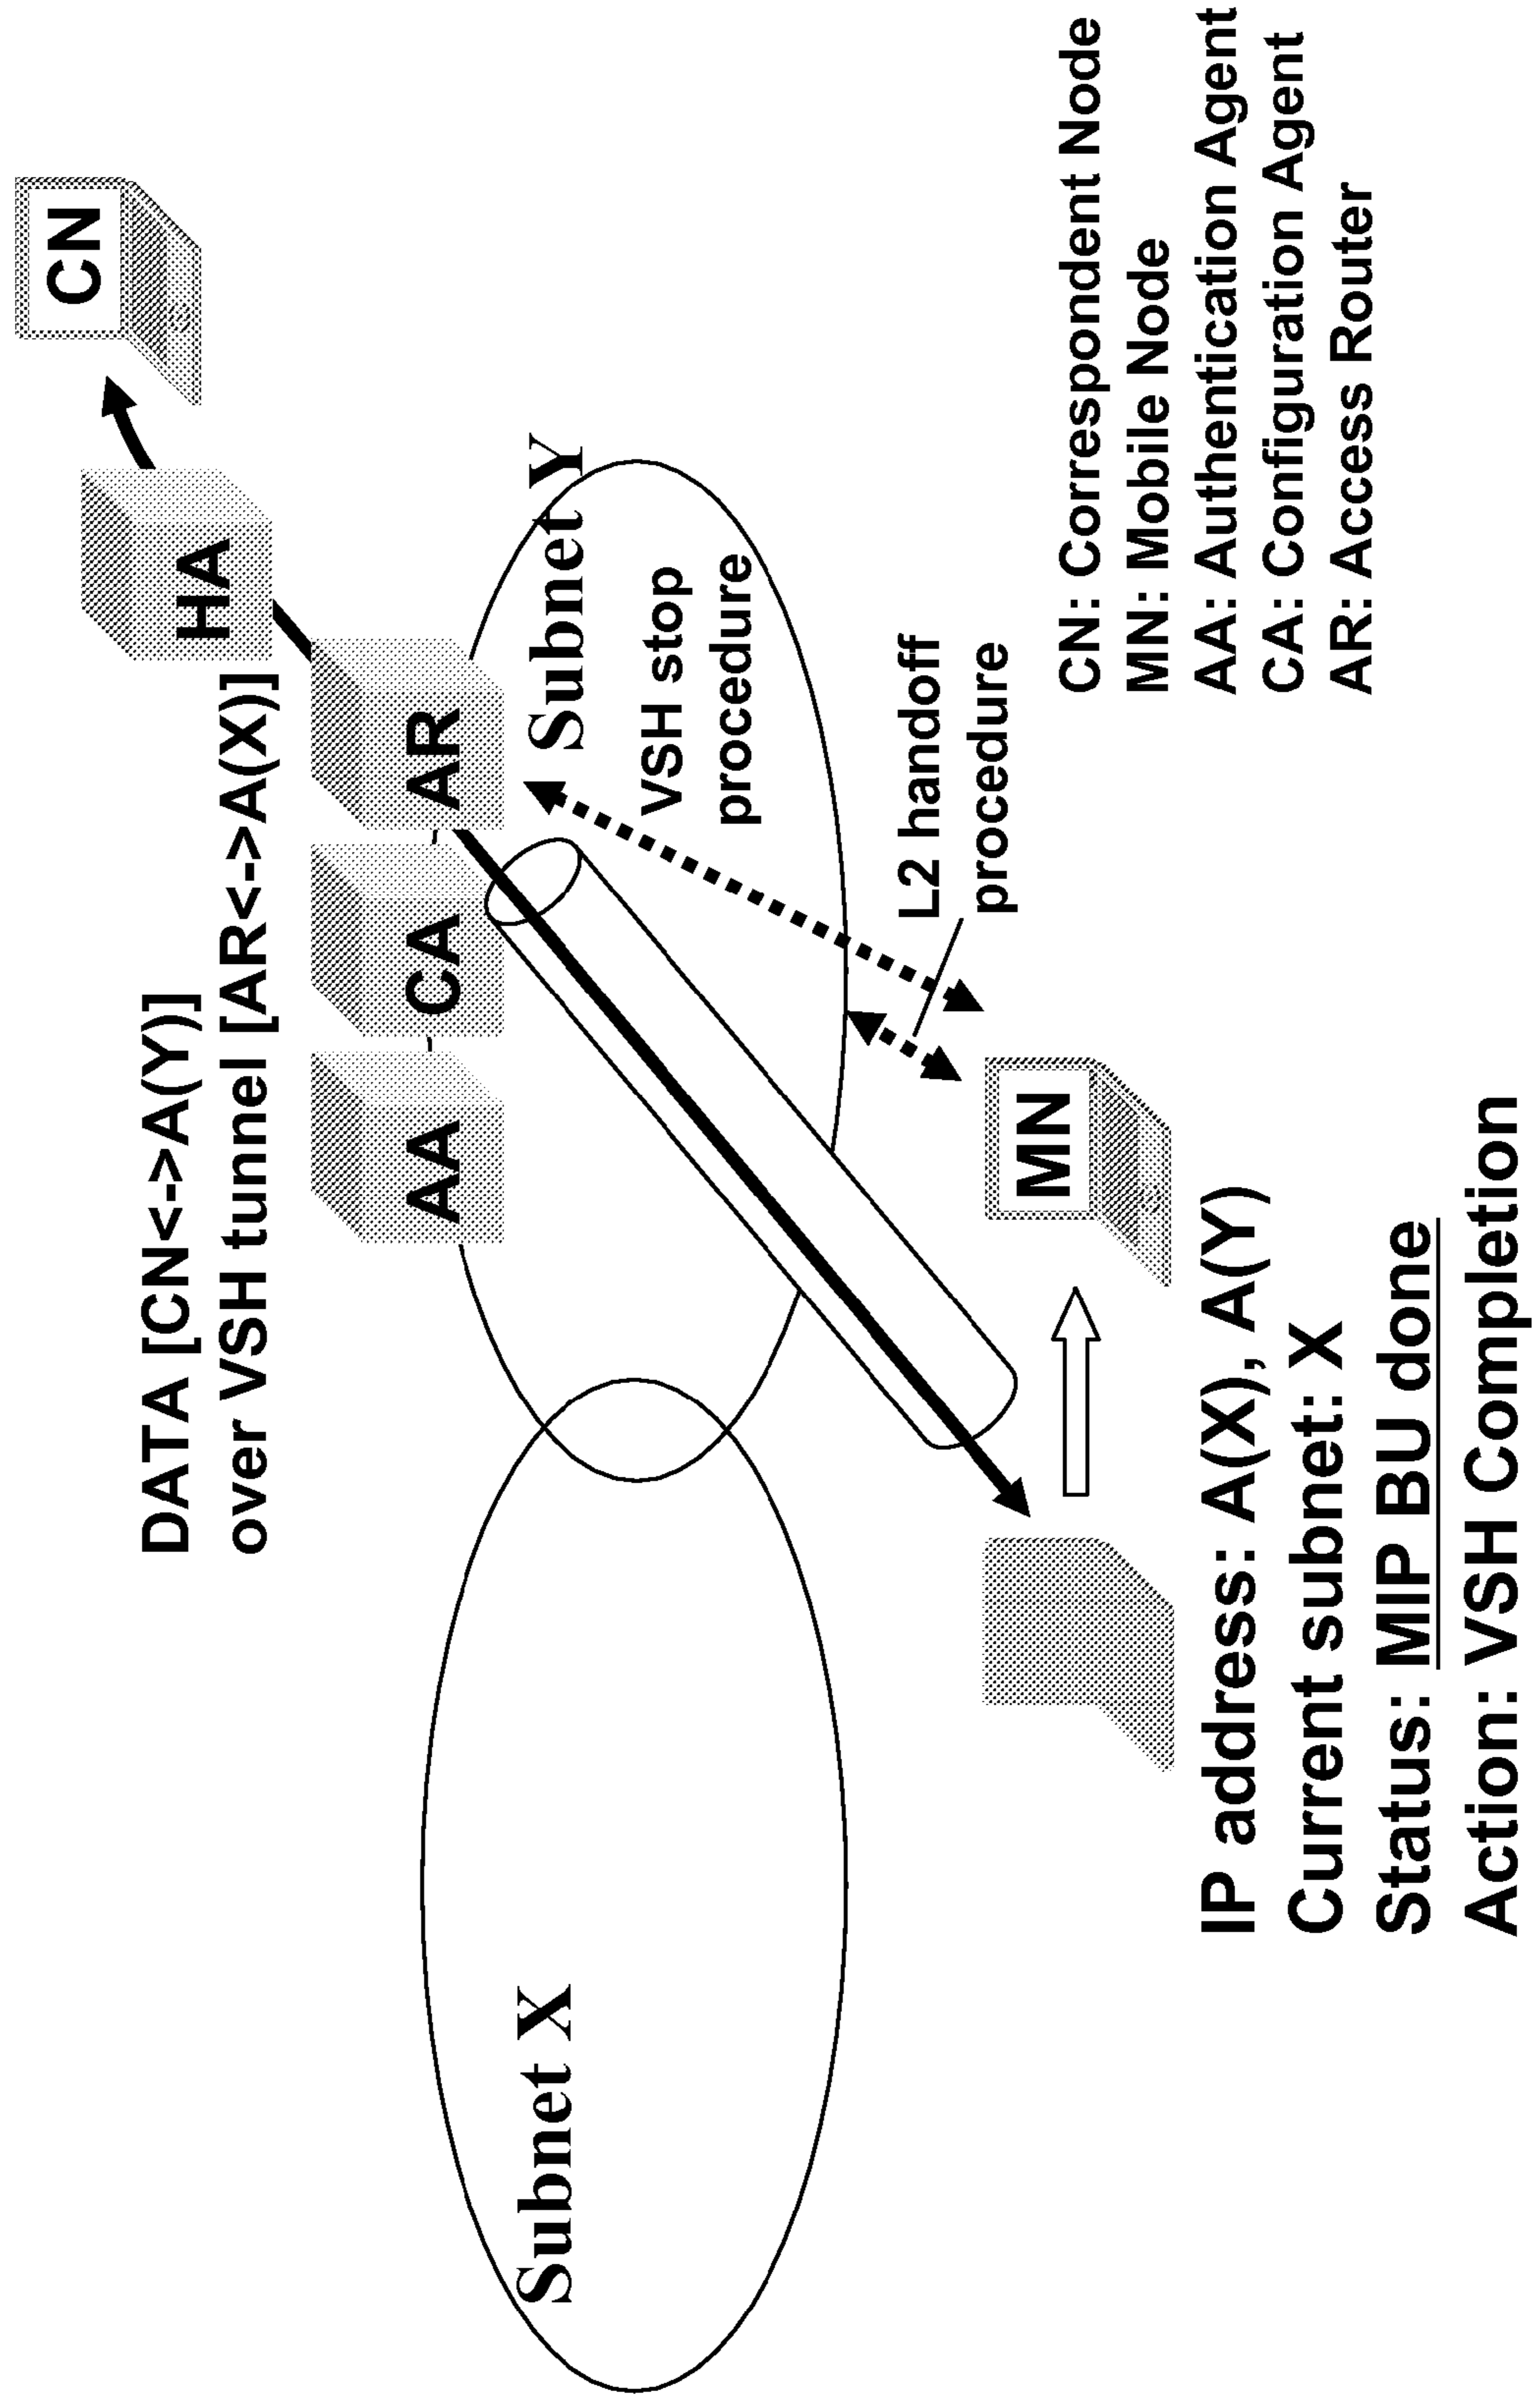 CN
HA
DATA [CN<->A(Y)]
over VSH tunnel [AR<->A(X)]
AA
CA
AR
Subnet X
Subnet Y
VSH stop
procedure
L2 handoff
procedure
MN
IP address: A(X), A(Y)
Current subnet: X
Status: MIP BU done
Action: VSH Completion
CN: Correspondent Node
MN: Mobile Node
AA: Authentication Agent
CA: Configuration Agent
AR: Access Router